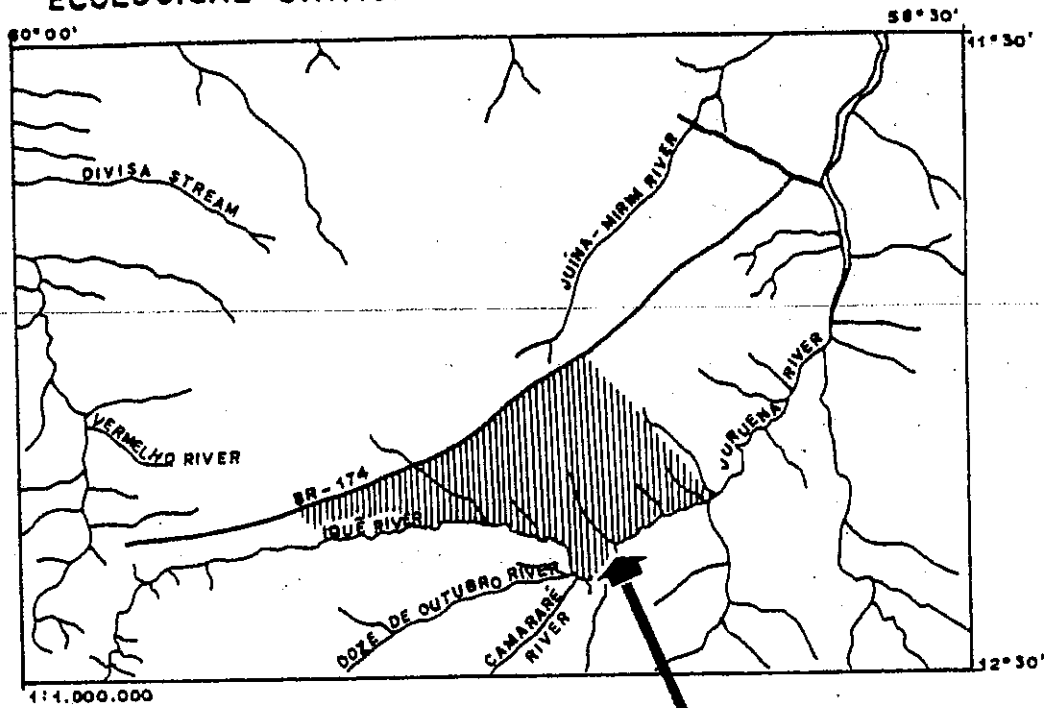 ECOLOGICAL
60°00'
58°30'
11°30'
DIVISA STREAM
JUÍNA-MIRIM RIVER
JURUENA RIVER
VERMELHO RIVER
BR-174
IQUÊ RIVER
DOZE DE OUTUBRO RIVER
CAMARARÉ RIVER
12°30'
1:1.000.000